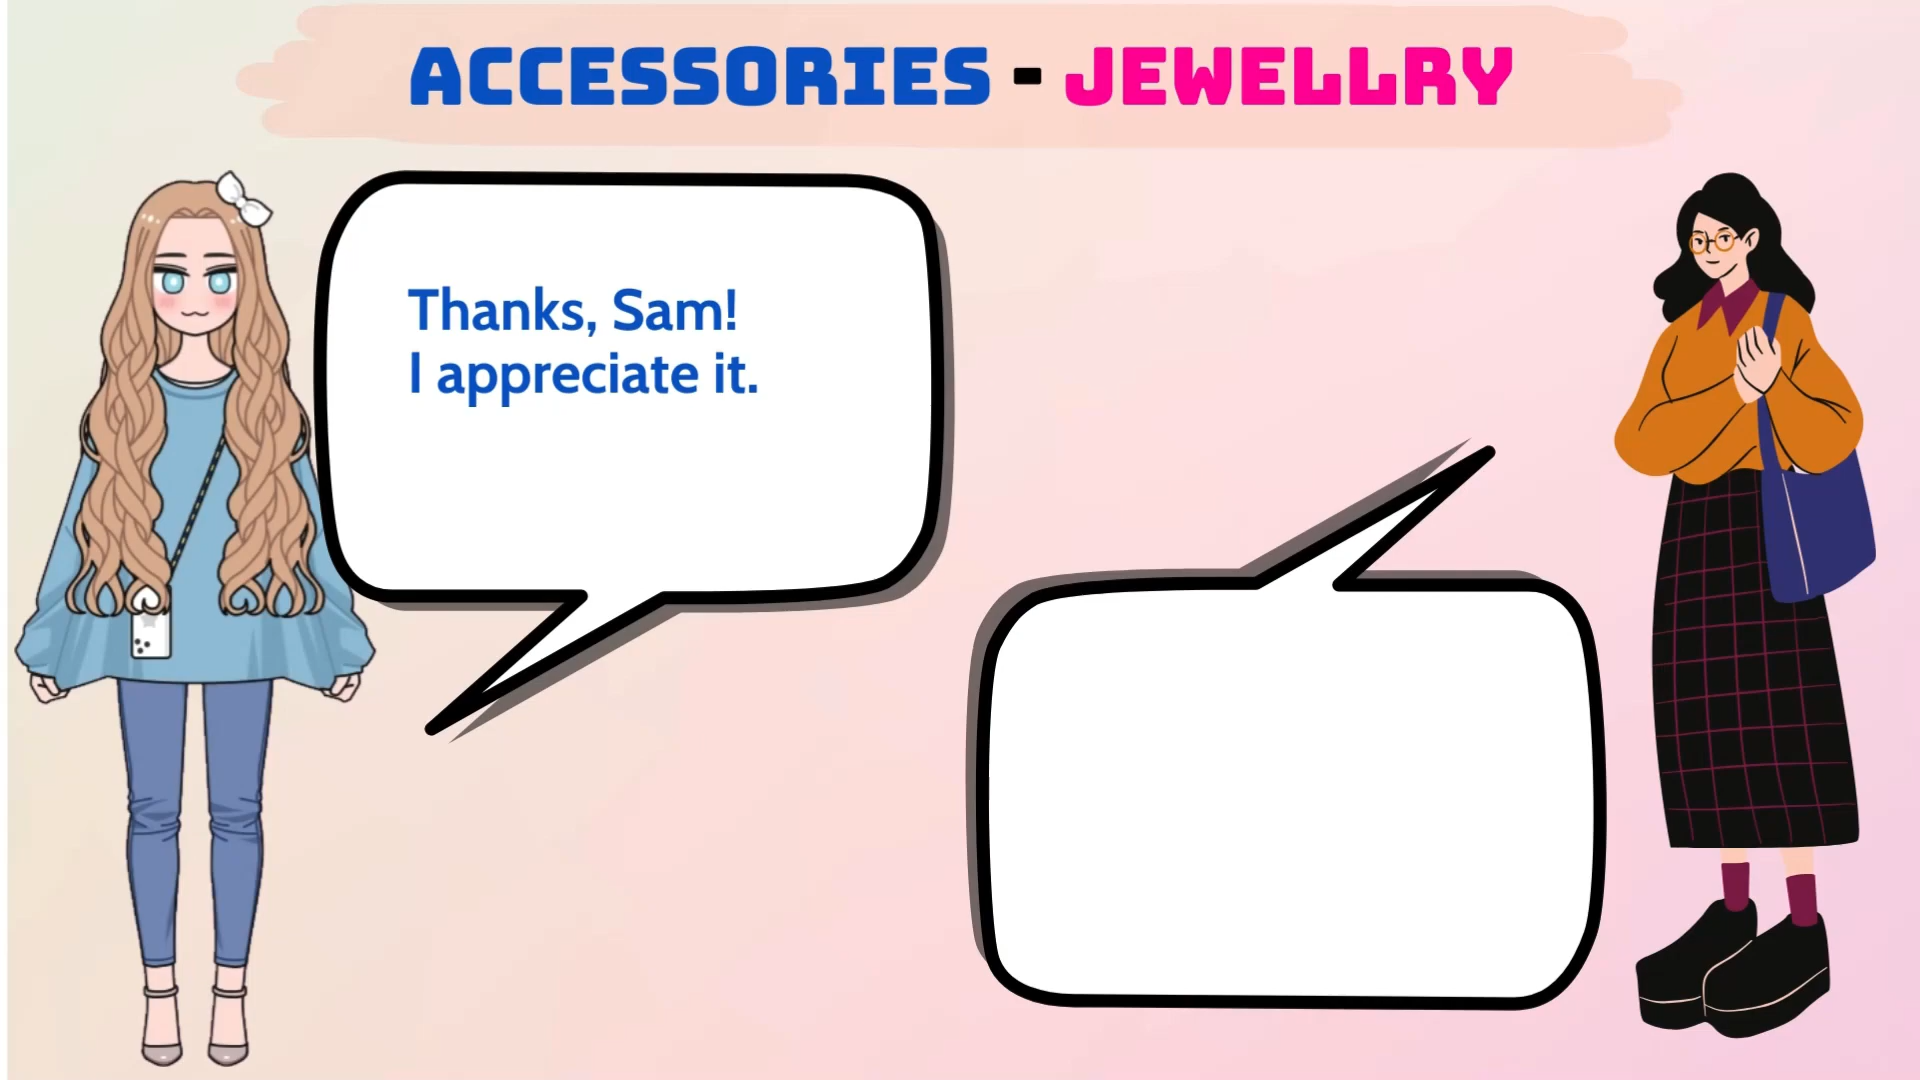 ACCESSORIES - JEWELLRY
Thanks, Sam!
I appreciate it.